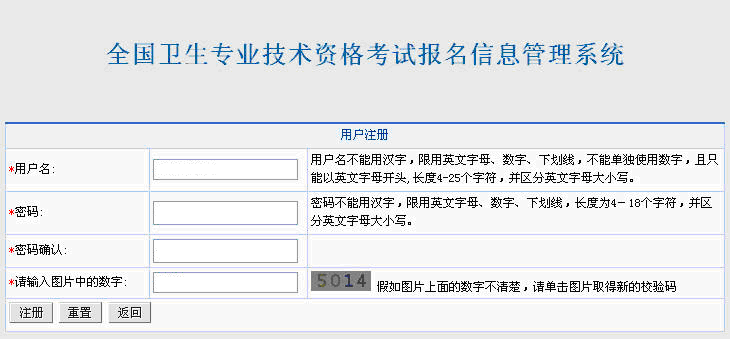 全国卫生专业技术资格考试报名信息管理系统
用户注册
*用户名:
用户名不能用汉字，限用英文字母、数字、下划线，不能单独使用数字，且只
能以英文字母开头,长度4-25个字符，并区分英文字母大小写。
*密码:
密码不能用汉字，限用英文字母、数字、下划线，长度为4－18个字符，并区
分英文字母大小写。
*密码确认:
*请输入图片中的数字:
5014 假如图片上面的数字不清楚，请单击图片取得新的校验码
注册 重置 返回